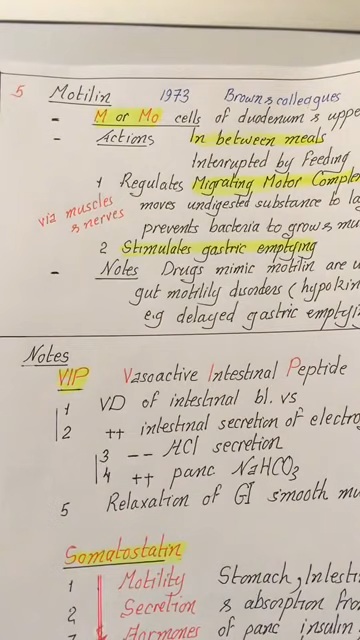 5 Motilin 1973 Brown & colleagues
- M or Mo cells of duodenum & uppe
- Actions In between meals
Interrupted by feeding
1 Regulates Migrating Motor Comple
via muscles & nerves
moves undigested substance to la
prevents bacteria to grow & mu
2 Stimulates gastric emptying
- Notes Drugs mimic motilin are u
gut motilily disorders ( hypokin
e.g delayed gastric emptyi
Notes
VIP Vasoactive Intestinal Peptide
1 VD of intestinal bl. vs
2 ++ intestinal secretion of electro
3 -- HCl secretion
4 ++ panc NaHCO3
5 Relaxation of GI smooth mu
Somatostatin
1 Motility Stomach, Intesti
2 Secretion & absorption fro
Hormones of panc insulin